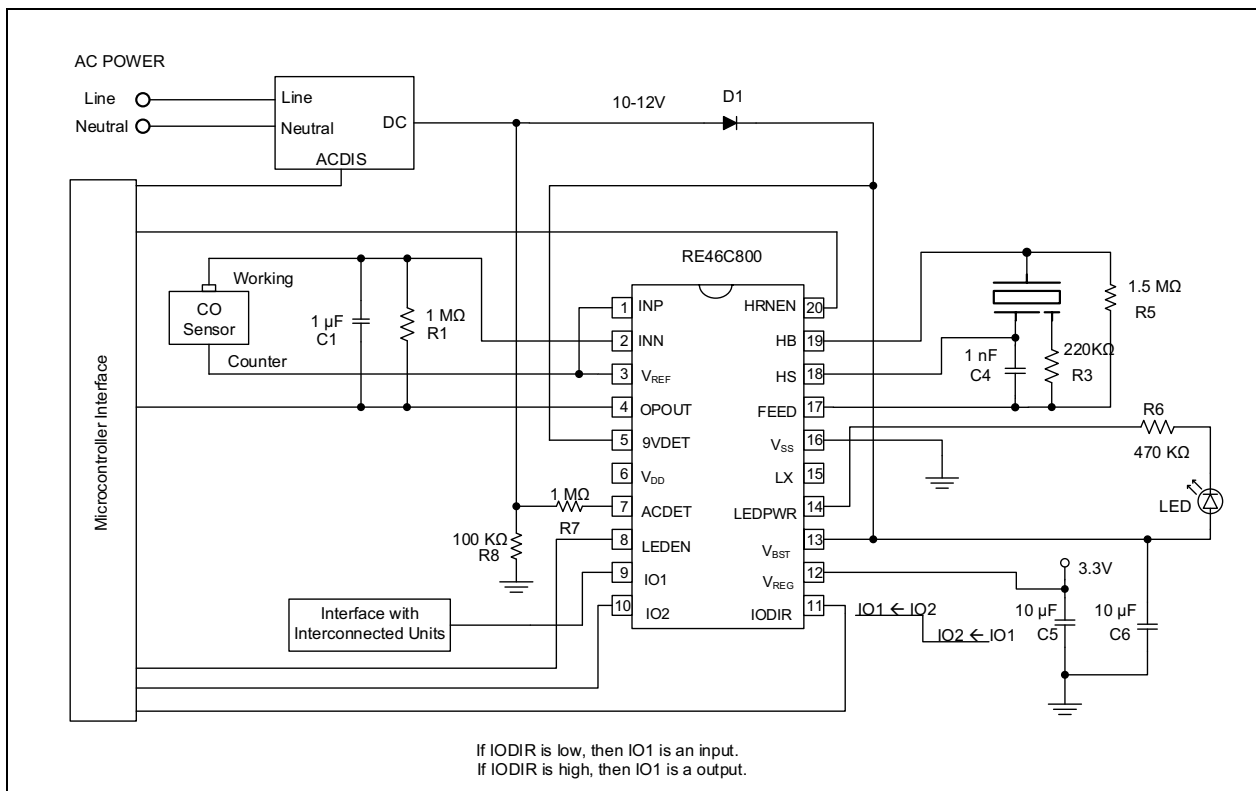 AC POWER
Line
Neutral
Line
Neutral
DC
ACDIS
10-12V
D1
Microcontroller Interface
Working
CO
Sensor
Counter
1 µF
C1
1 MΩ
R1
RE46C800
1 INP
2 INN
3 VREF
4 OPOUT
5 9VDET
6 VDD
7 ACDET
8 LEDEN
9 IO1
10 IO2
HRNEN 20
HB 19
HS 18
FEED 17
VSS 16
LX 15
LEDPWR 14
VBST 13
VREG 12
IODIR 11
1 MΩ
R7
100 KΩ
R8
Interface with
Interconnected Units
1.5 MΩ
R5
1 nF
C4
220KΩ
R3
R6
470 KΩ
LED
3.3V
10 µF
C5
10 µF
C6
IO1 ← IO2
IO2 ← IO1
If IODIR is low, then IO1 is an input.
If IODIR is high, then IO1 is a output.